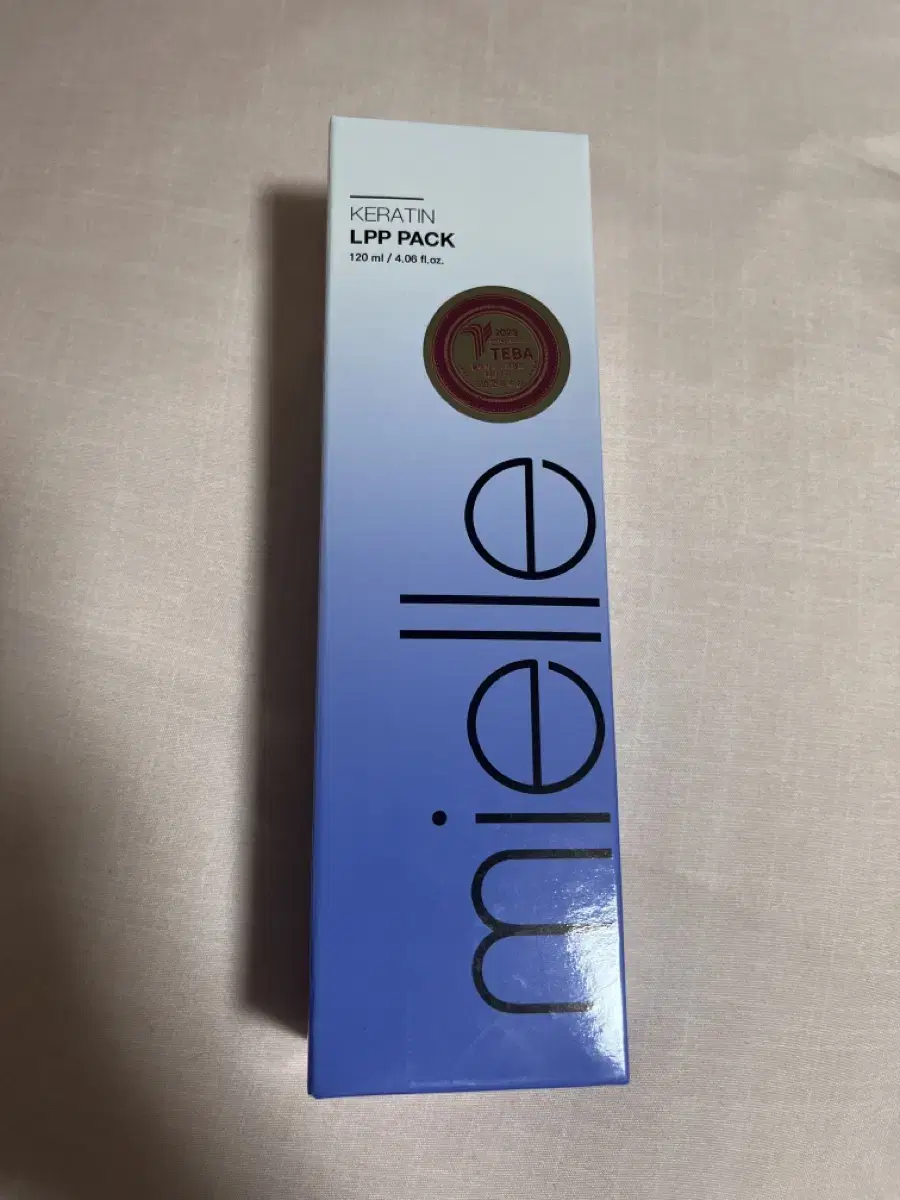 KERATIN
LPP PACK
120 ml / 4.06 fl.oz.
TEBA
mielle